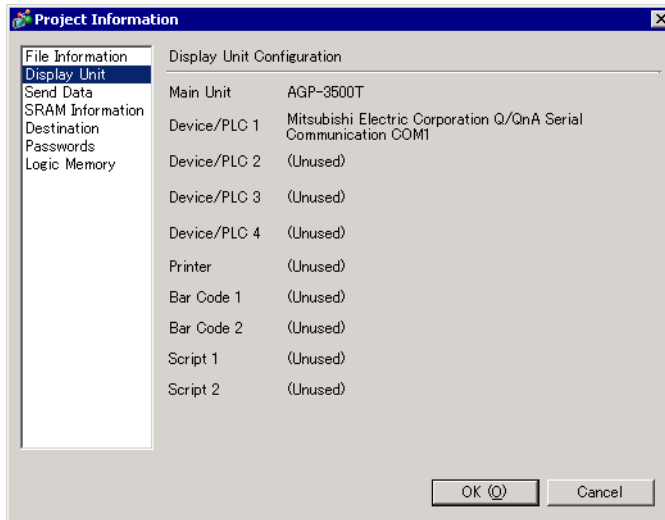 Project Information
File Information
Display Unit
Send Data
SRAM Information
Destination
Passwords
Logic Memory
Display Unit Configuration
Main Unit AGP-3500T
Device/PLC 1 Mitsubishi Electric Corporation Q/QnA Serial
Communication COM1
Device/PLC 2 (Unused)
Device/PLC 3 (Unused)
Device/PLC 4 (Unused)
Printer (Unused)
Bar Code 1 (Unused)
Bar Code 2 (Unused)
Script 1 (Unused)
Script 2 (Unused)
OK (O) Cancel